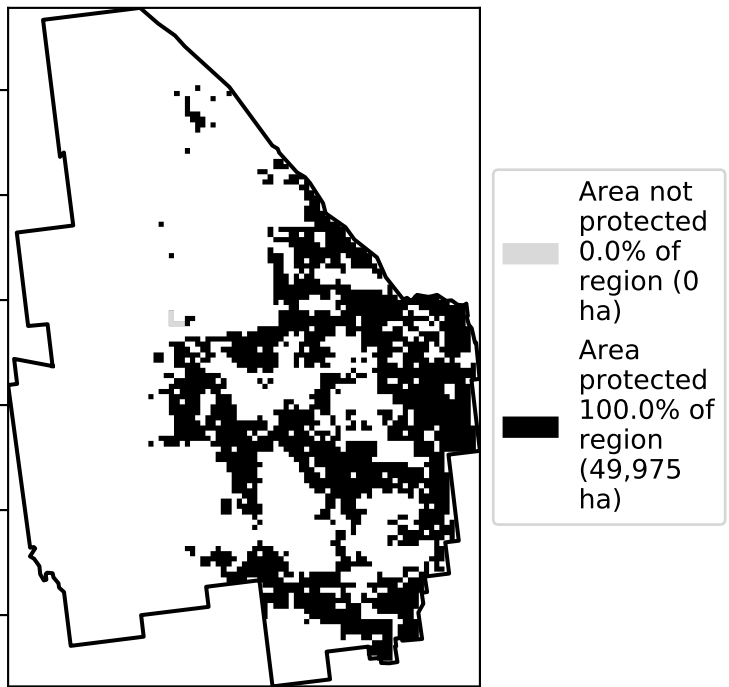 Area not
protected
0.0% of
region (0
ha)
Area
protected
100.0% of
region
(49,975
ha)